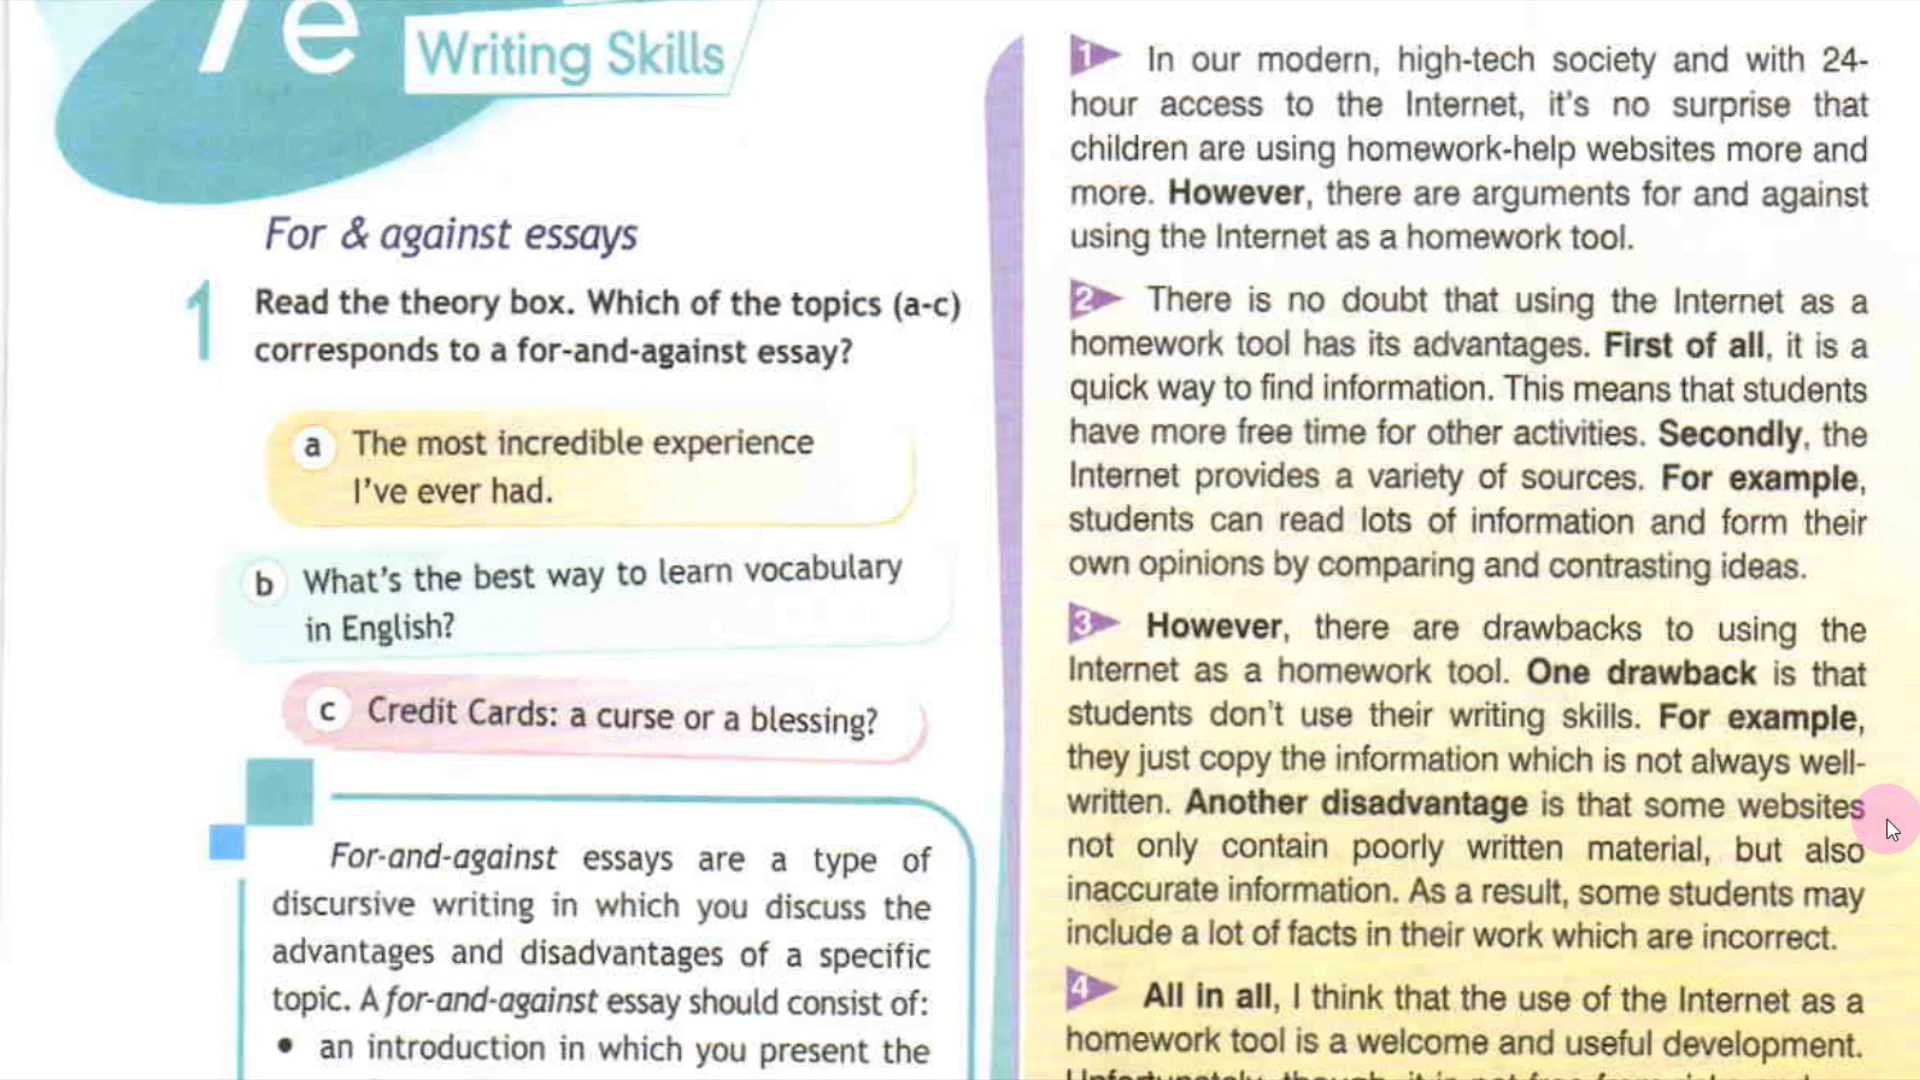 7e
Writing Skills
For & against essays
1
Read the theory box. Which of the topics (a-c)
corresponds to a for-and-against essay?
a The most incredible experience
I've ever had.
b What's the best way to learn vocabulary
in English?
c Credit Cards: a curse or a blessing?
For-and-against essays are a type of
discursive writing in which you discuss the
advantages and disadvantages of a specific
topic. A for-and-against essay should consist of:
• an introduction in which you present the
1 In our modern, high-tech society and with 24-
hour access to the Internet, it's no surprise that
children are using homework-help websites more and
more. However, there are arguments for and against
using the Internet as a homework tool.
2 There is no doubt that using the Internet as a
homework tool has its advantages. First of all, it is a
quick way to find information. This means that students
have more free time for other activities. Secondly, the
Internet provides a variety of sources. For example,
students can read lots of information and form their
own opinions by comparing and contrasting ideas.
3 However, there are drawbacks to using the
Internet as a homework tool. One drawback is that
students don't use their writing skills. For example,
they just copy the information which is not always well-
written. Another disadvantage is that some websites
not only contain poorly written material, but also
inaccurate information. As a result, some students may
include a lot of facts in their work which are incorrect.
4 All in all, I think that the use of the Internet as a
homework tool is a welcome and useful development.